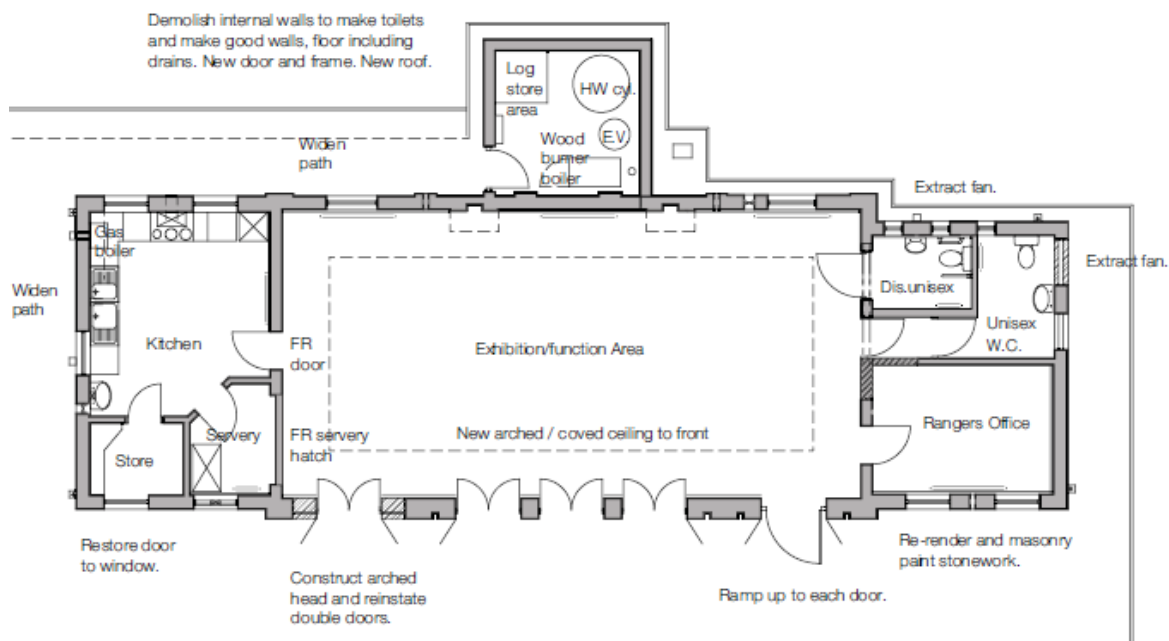 Demolish internal walls to make toilets
and make good walls, floor including
drains. New door and frame. New roof.
Log
store
area
HW cyl.
E.V.
Wood
burner
boiler
Widen
path
Extract fan.
Extract fan.
Gas
boiler
Widen
path
Kitchen
FR
door
Exhibition/function Area
Dis.unisex
Unisex
W.C.
Rangers Office
New arched / coved ceiling to front
FR servery
hatch
Servery
Store
Restore door
to window.
Construct arched
head and reinstate
double doors.
Ramp up to each door.
Re-render and masonry
paint stonework.